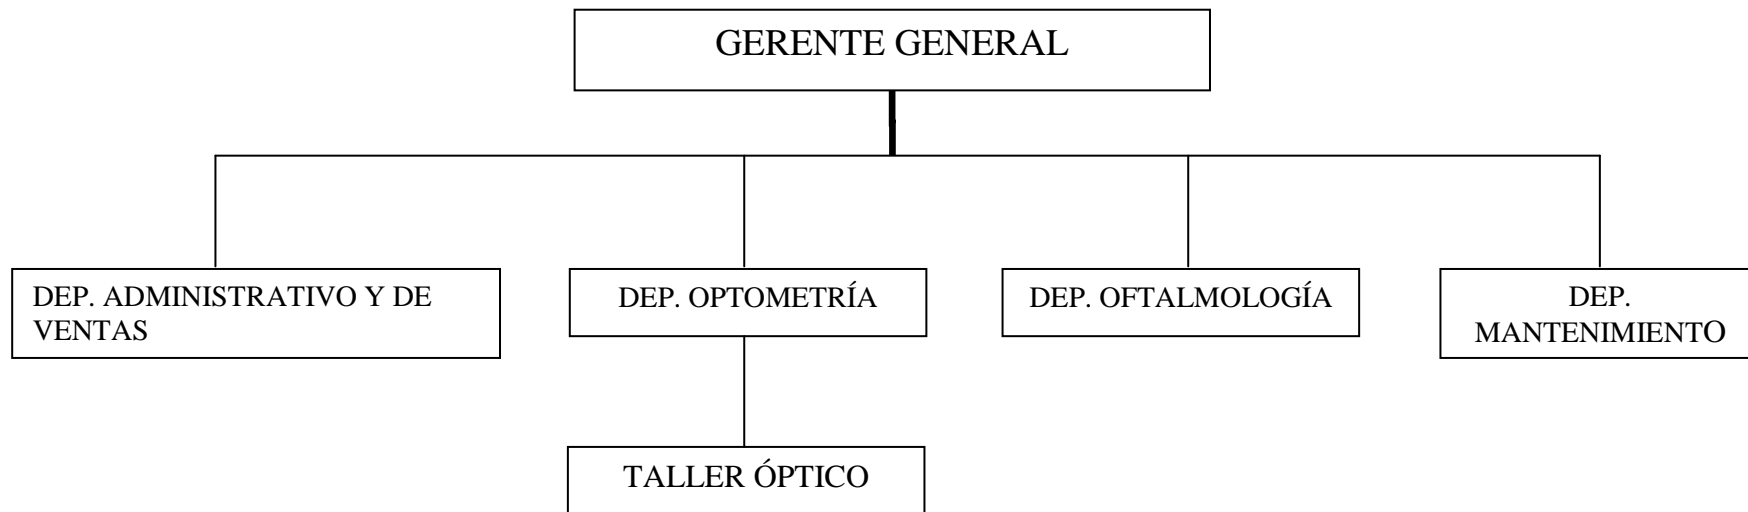 GERENTE GENERAL
DEP. ADMINISTRATIVO Y DE
VENTAS
DEP. OPTOMETRÍA
DEP. OFTALMOLOGÍA
DEP.
MANTENIMIENTO
TALLER ÓPTICO